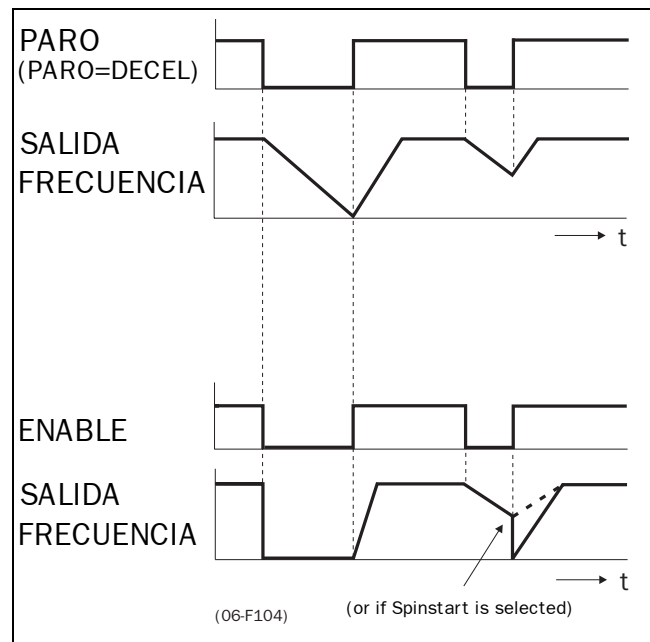 PARO
(PARO=DECEL)
SALIDA
FRECUENCIA
t
ENABLE
SALIDA
FRECUENCIA
t
(06-F104)
(or if Spinstart is selected)